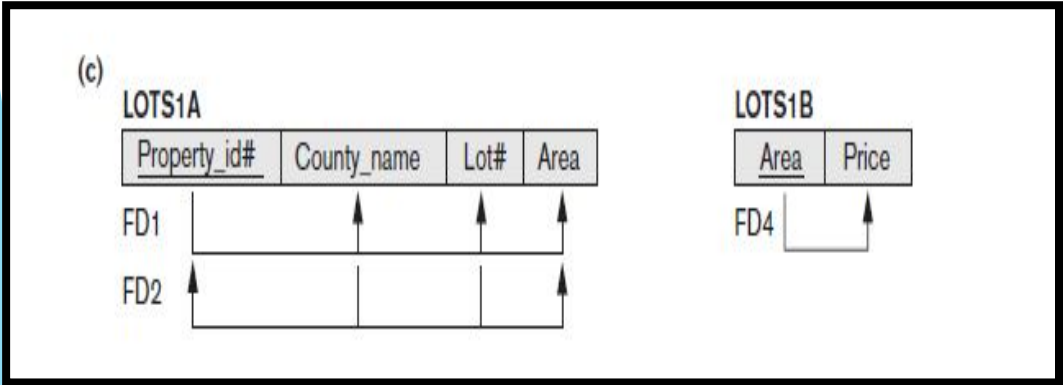 (c)
LOTS1A
Property_id# County_name Lot# Area
FD1
FD2
LOTS1B
Area Price
FD4